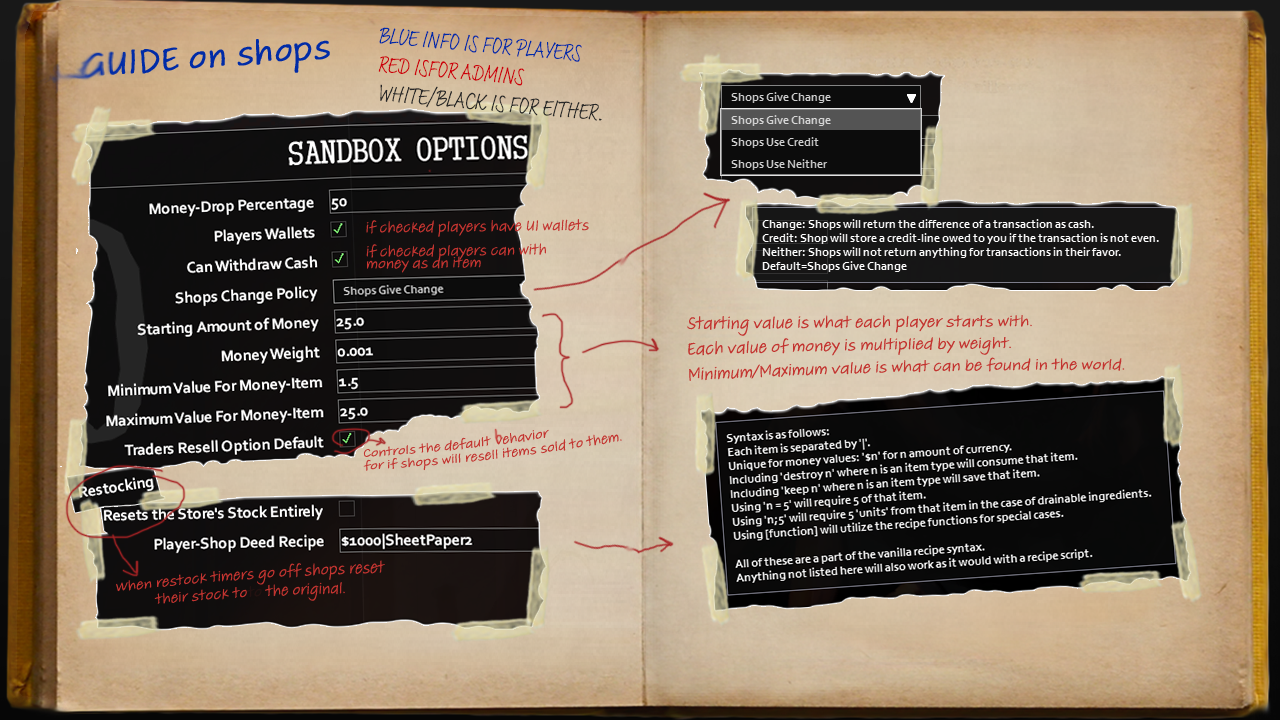 GUIDE on shops
BLUE INFO IS FOR PLAYERS
RED ISFOR ADMINS
WHITE/BLACK IS FOR EITHER.
SANDBOX OPTIONS
Money-Drop Percentage 50
Players Wallets if checked players have UI wallets
Can Withdraw Cash if checked players can with
money as an item
Shops Change Policy Shops Give Change
Starting Amount of Money 25.0
Money Weight 0.001
Minimum Value For Money-Item 1.5
Maximum Value For Money-Item 25.0
Traders Resell Option Default
Controls the default behavior
for if shops will resell items sold to them.
Restocking
Resets the Store's Stock Entirely
Player-Shop Deed Recipe $1000|SheetPaper2
when restock timers go off shops reset
their stock to the original.
Shops Give Change
Shops Give Change
Shops Use Credit
Shops Use Neither
Change: Shops will return the difference of a transaction as cash.
Credit: Shop will store a credit-line owed to you if the transaction is not even.
Neither: Shops will not return anything for transactions in their favor.
Default=Shops Give Change
Starting value is what each player starts with.
Each value of money is multiplied by weight.
Minimum/Maximum value is what can be found in the world.
Syntax is as follows:
Each item is separated by '|'.
Unique for money values: '$n' for n amount of currency.
Including 'destroy n' where n is an item type will consume that item.
Including 'keep n' where n is an item type will save that item.
Using 'n = 5' will require 5 of that item.
Using 'n;5' will require 5 'units' from that item in the case of drainable ingredients.
Using [function] will utilize the recipe functions for special cases.
All of these are a part of the vanilla recipe syntax.
Anything not listed here will also work as it would with a recipe script.